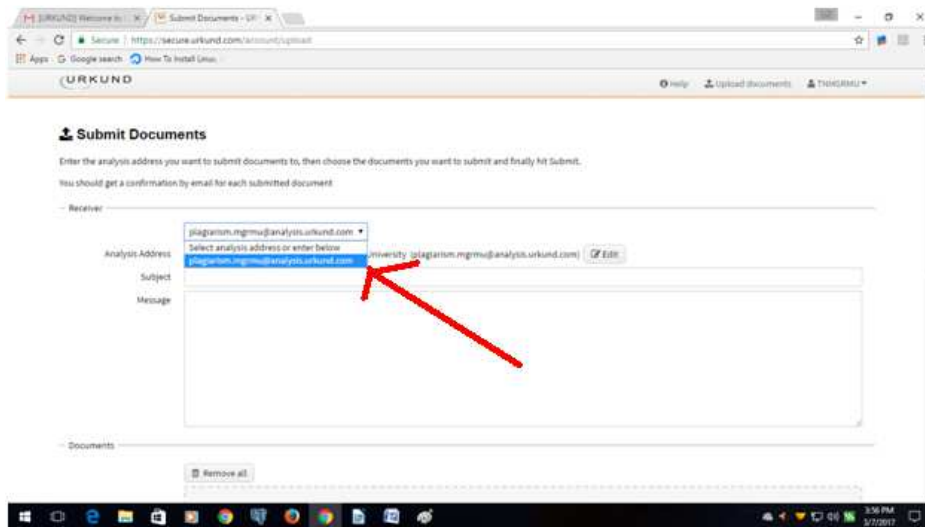 [URKUND] Welcome to
Submit Documents - UR
Secure | https://secure.urkund.com/account/upload
Apps Google search How To Install Linux
URKUND
Help Upload documents TNMGRMU
Submit Documents
Enter the analysis address you want to submit documents to, then choose the documents you want to submit and finally hit Submit.
You should get a confirmation by email for each submitted document
Receiver
plagiarism.mgrmu@analysis.urkund.com
Select analysis address or enter below
Analysis Address
University (plagiarism.mgrmu@analysis.urkund.com) Edit
plagiarism.mgrmu@analysis.urkund.com
Subject
Message
Documents
Remove all
3:56 PM
3/7/2017